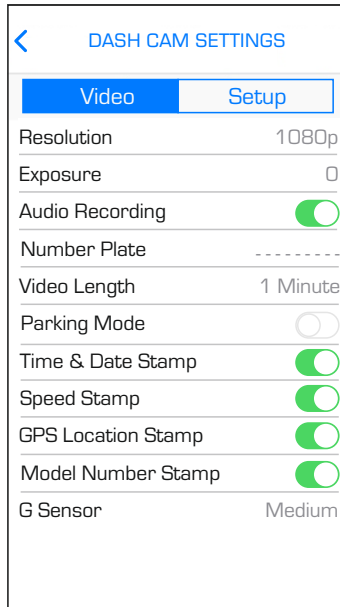 DASH CAM SETTINGS
Video Setup
Resolution 1080p
Exposure 0
Audio Recording
Number Plate ---------
Video Length 1 Minute
Parking Mode
Time & Date Stamp
Speed Stamp
GPS Location Stamp
Model Number Stamp
G Sensor Medium